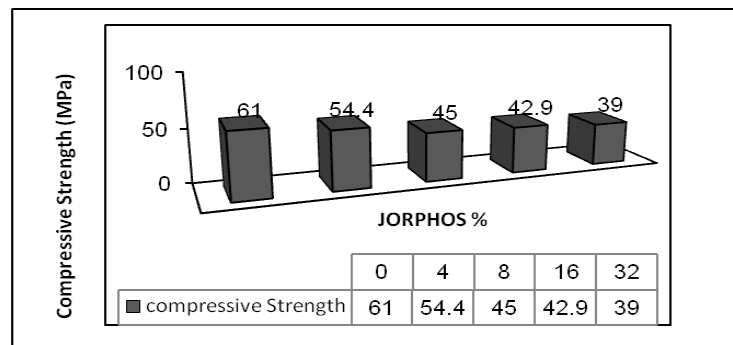 Compressive Strength (MPa)
100
50
0
61 54.4 45 42.9 39
JORPHOS %
0 4 8 16 32
compressive Strength 61 54.4 45 42.9 39